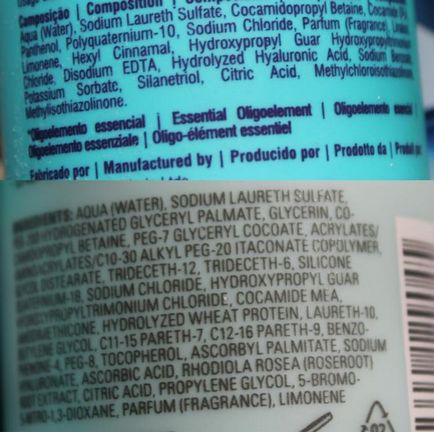 Composição | Composition |
Aqua (Water), Sodium Laureth Sulfate, Cocamidopropyl Betaine,
Panthenol, Polyquaternium-10, Sodium Chloride, Parfum (Fragrance),
Limonene, Hexyl Cinnamal, Hydroxypropyl Guar
Chloride, Disodium EDTA, Hydrolyzed Hyaluronic Acid, Sodium
Potassium Sorbate, Silanetriol, Citric Acid, Methylchloroisothiazolinone,
Methylisothiazolinone.
*Oligoelemento essencial | Essential Oligoelement | Oligoelemento esencial
Oligoelemento essenziale | Oligo-élément essentiel
Fabricado por | Manufactured by | Producido por | Prodotto da |
INGREDIENTS: AQUA (WATER), SODIUM LAURETH SULFATE,
HYDROGENATED GLYCERYL PALMATE, GLYCERIN, CO-
BETAINE, PEG-7 GLYCERYL COCOATE, ACRYLATES/
C10-30 ALKYL PEG-20 ITACONATE COPOLYMER,
DISTEARATE, TRIDECETH-12, TRIDECETH-6, SILICONE
SODIUM CHLORIDE, HYDROXYPROPYL GUAR
CHLORIDE, COCAMIDE MEA,
HYDROLYZED WHEAT PROTEIN, LAURETH-10,
GLYCOL, C11-15 PARETH-7, C12-16 PARETH-9, BENZO-
PEG-8, TOCOPHEROL, ASCORBYL PALMITATE, SODIUM
ASCORBIC ACID, RHODIOLA ROSEA (ROSEROOT)
EXTRACT, CITRIC ACID, PROPYLENE GLYCOL, 5-BROMO-
5-NITRO-1,3-DIOXANE, PARFUM (FRAGRANCE), LIMONENE